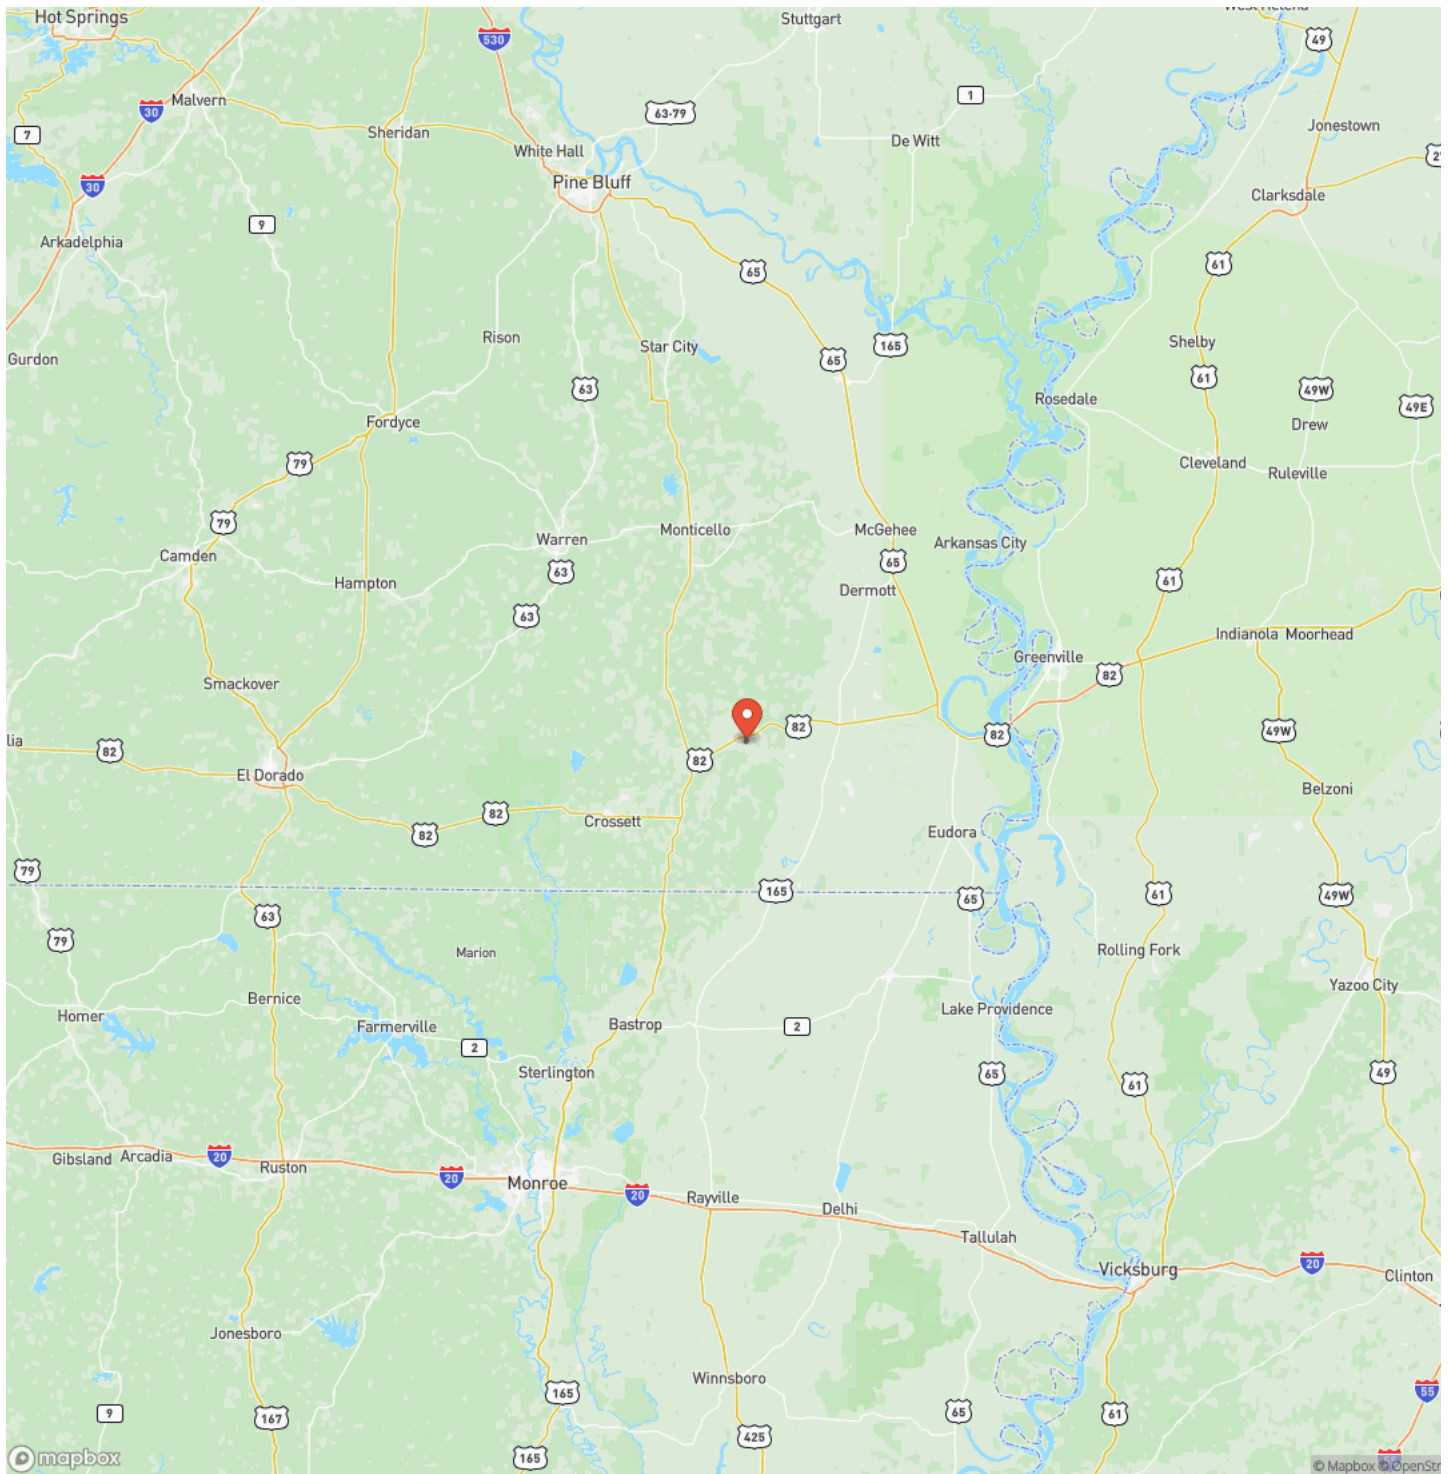 Hot Springs
530
Stuttgart
49
Malvern
30
63-79
1
Jonestown
7
Sheridan
White Hall
De Witt
30
Pine Bluff
Clarksdale
9
Arkadelphia
65
61
Rison
165
Shelby
Gurdon
Star City
65
61
63
49W
49E
Rosedale
Fordyce
Drew
79
Cleveland
Ruleville
79
Monticello
McGehee
Warren
Arkansas City
Camden
65
63
61
Hampton
Dermott
63
Indianola
Moorhead
Greenville
82
Smackover
82
49W
82
lia
82
82
El Dorado
Belzoni
82
Crossett
82
Eudora
79
165
65
61
49W
63
79
Marion
Rolling Fork
Yazoo City
Bernice
Homer
Lake Providence
Farmerville
Bastrop
2
2
Sterlington
65
61
49
Gibsland
Arcadia
20
Ruston
20
Monroe
20
Rayville
Delhi
Tallulah
Vicksburg
20
Clinton
Jonesboro
Winnsboro
165
55
9
167
65
61
425
165
mapbox
© Mapbox © OpenStr